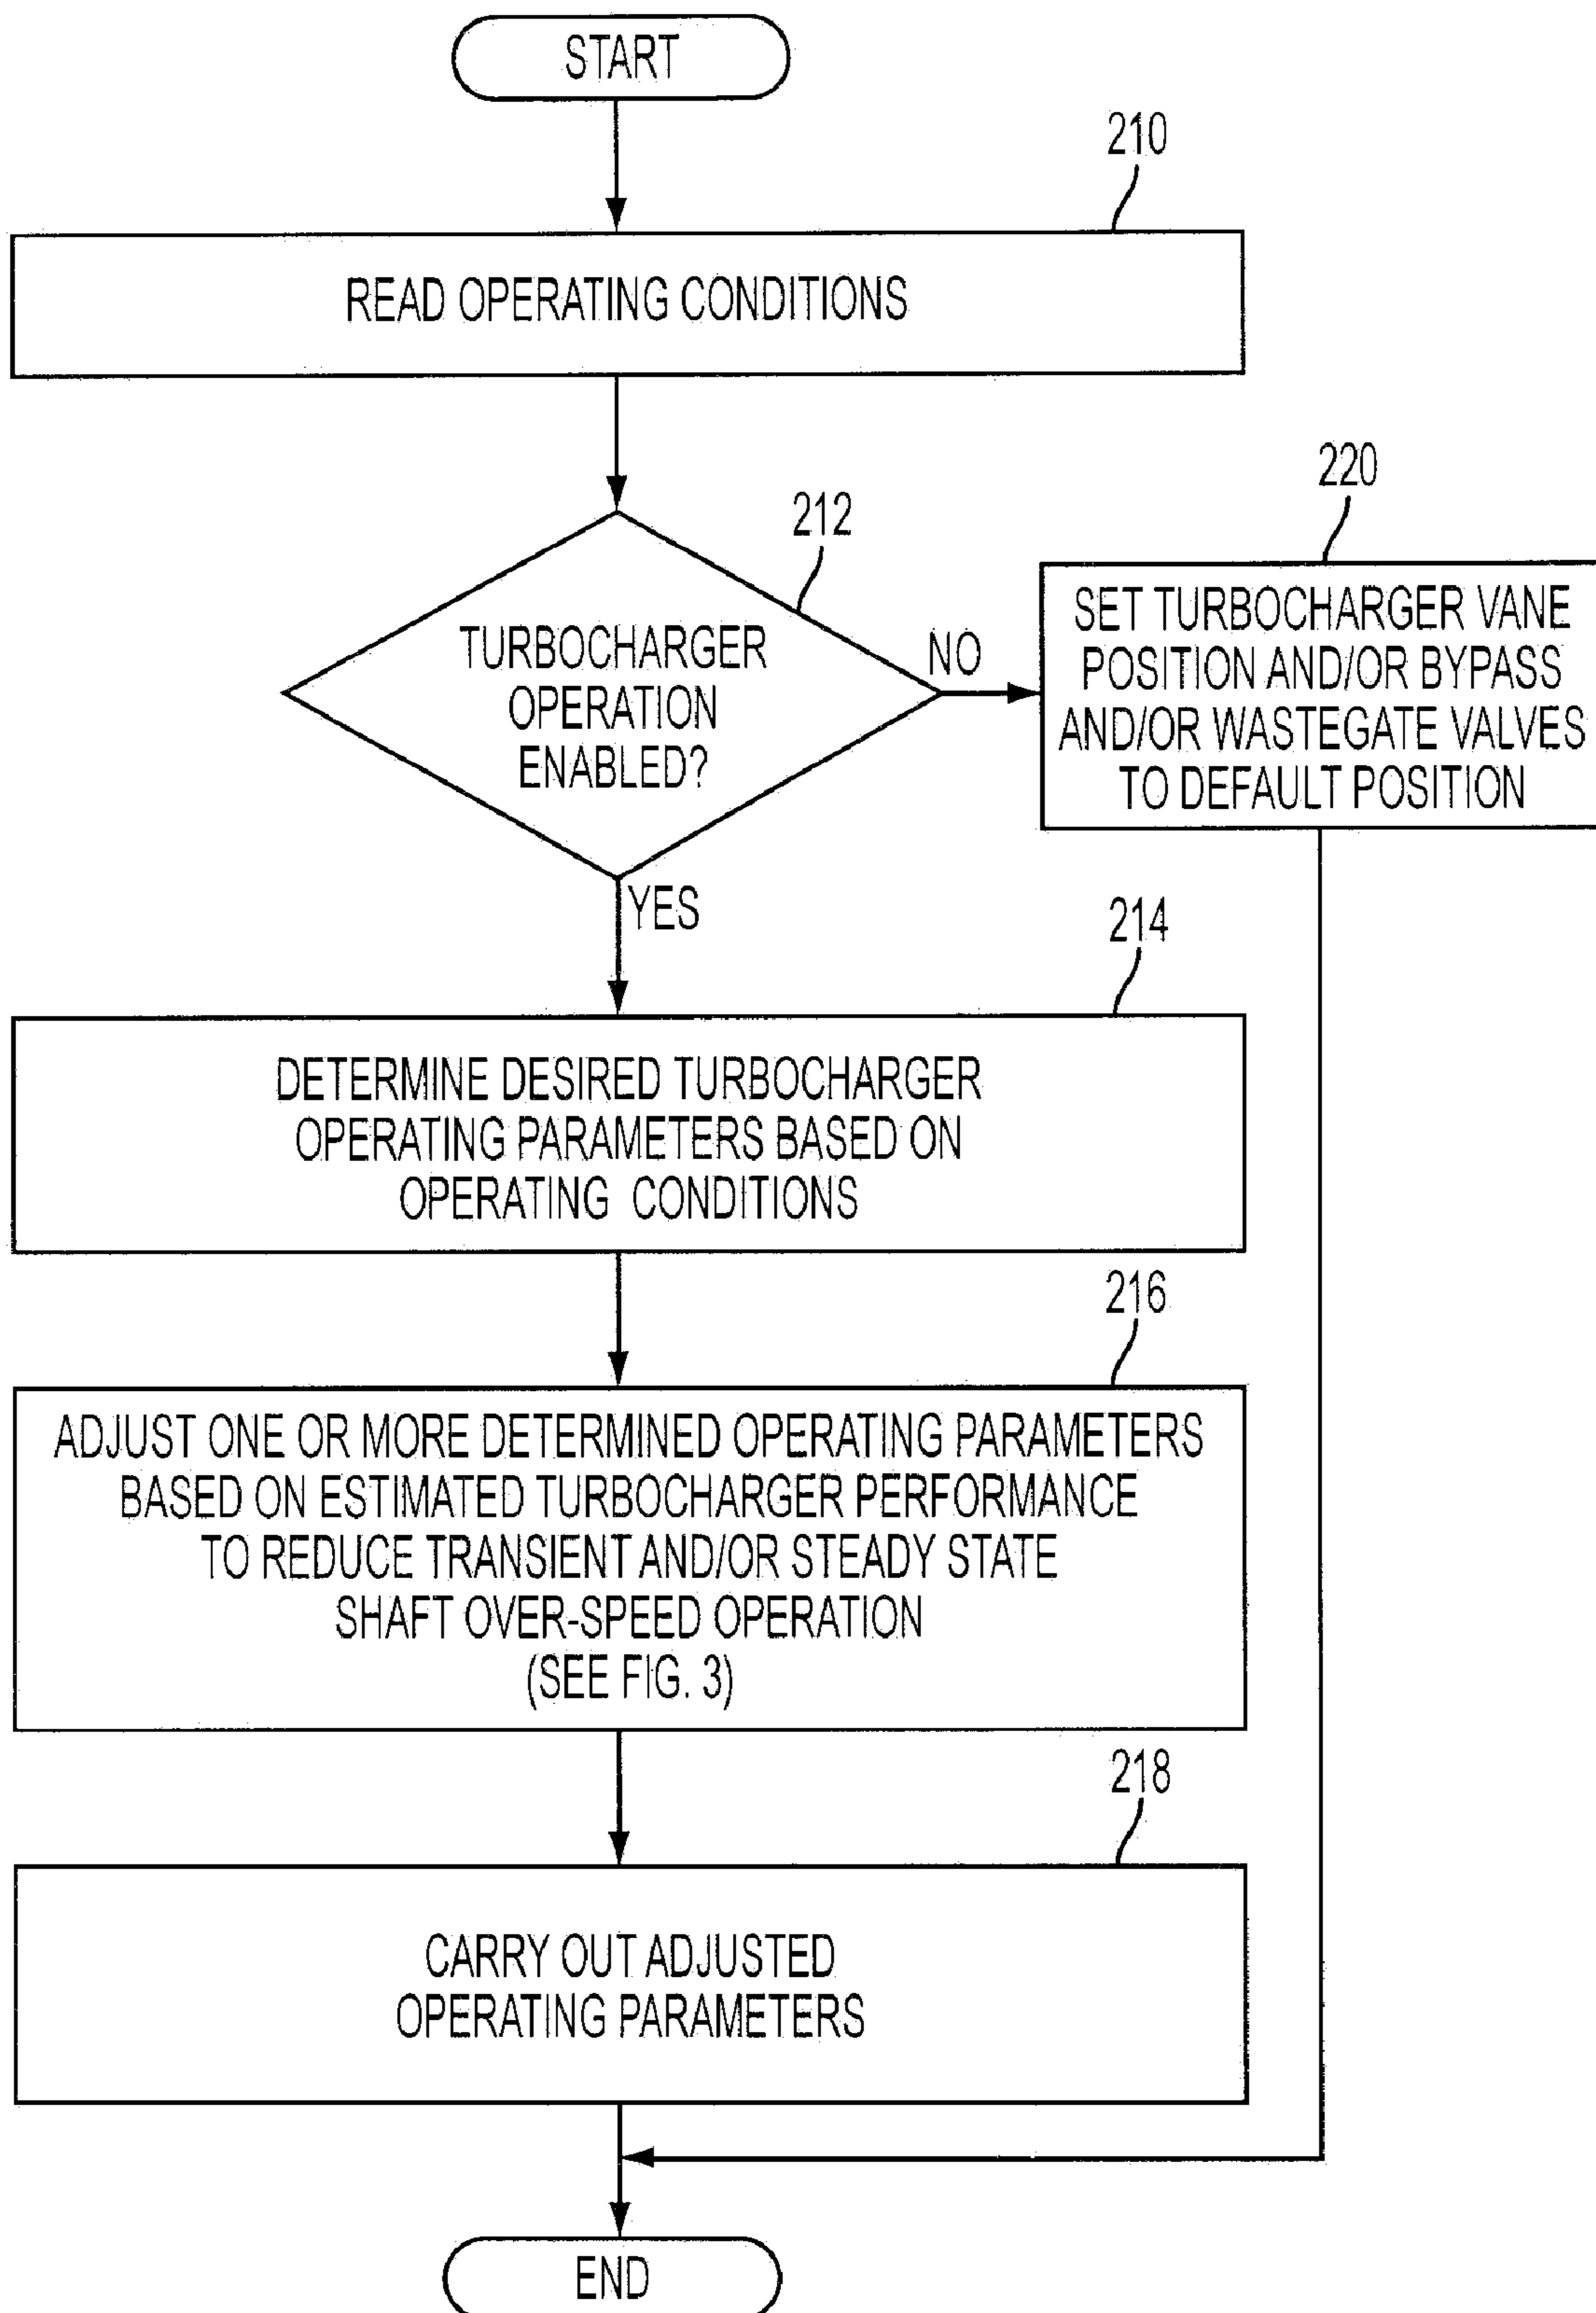 START
210
READ OPERATING CONDITIONS
212
TURBOCHARGER
OPERATION
ENABLED?
NO
220
SET TURBOCHARGER VANE
POSITION AND/OR BYPASS
AND/OR WASTEGATE VALVES
TO DEFAULT POSITION
YES
214
DETERMINE DESIRED TURBOCHARGER
OPERATING PARAMETERS BASED ON
OPERATING CONDITIONS
216
ADJUST ONE OR MORE DETERMINED OPERATING PARAMETERS
BASED ON ESTIMATED TURBOCHARGER PERFORMANCE
TO REDUCE TRANSIENT AND/OR STEADY STATE
SHAFT OVER-SPEED OPERATION
(SEE FIG. 3)
218
CARRY OUT ADJUSTED
OPERATING PARAMETERS
END